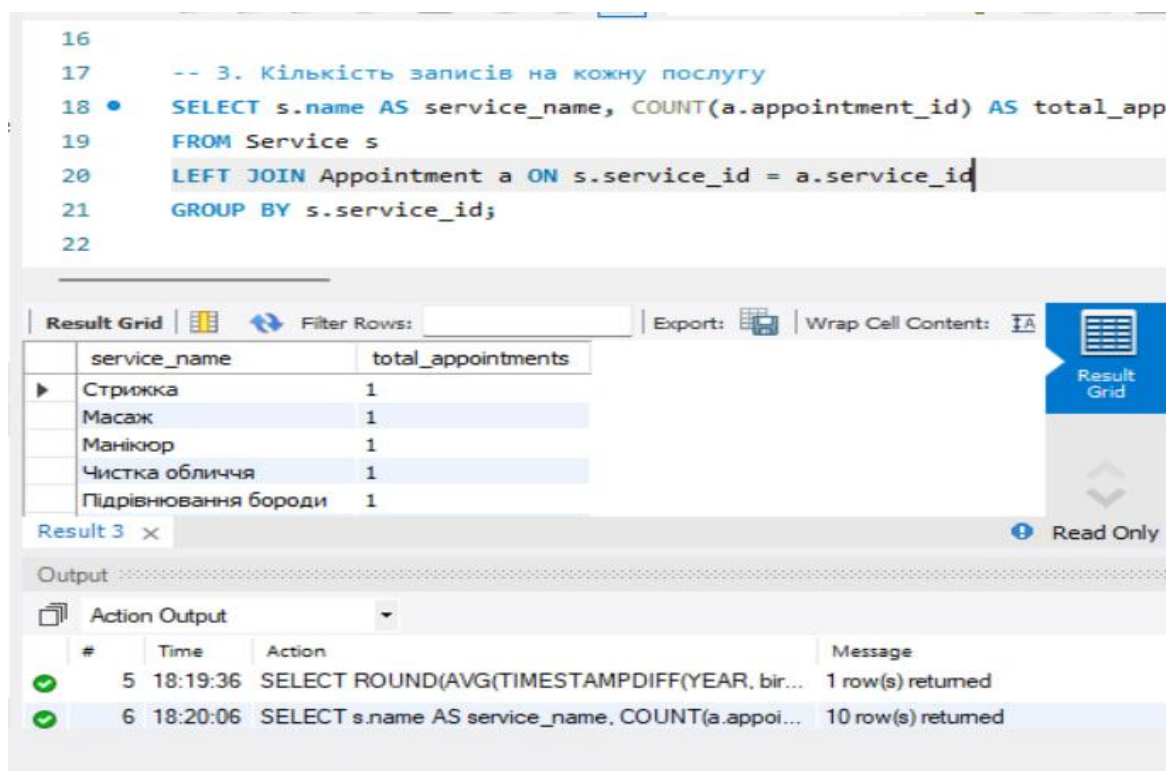 16
17 -- 3. Кількість записів на кожну послугу
18 SELECT s.name AS service_name, COUNT(a.appointment_id) AS total_app
19 FROM Service s
20 LEFT JOIN Appointment a ON s.service_id = a.service_id
21 GROUP BY s.service_id;
22
Result Grid Filter Rows: Export: Wrap Cell Content: IA
service_name total_appointments
Стрижка 1
Масаж 1
Манікюр 1
Чистка обличчя 1
Підрівнювання бороди 1
Result Grid
Result 3 × Read Only
Output
Action Output
# Time Action Message
5 18:19:36 SELECT ROUND(AVG(TIMESTAMPDIFF(YEAR, bir... 1 row(s) returned
6 18:20:06 SELECT s.name AS service_name, COUNT(a.appoi... 10 row(s) returned